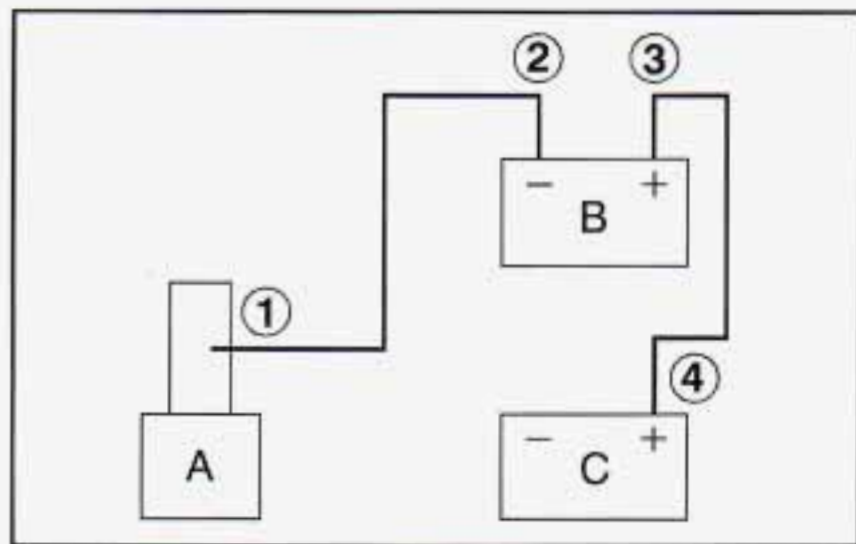 ② ③
− +
B
①
④
− +
A C